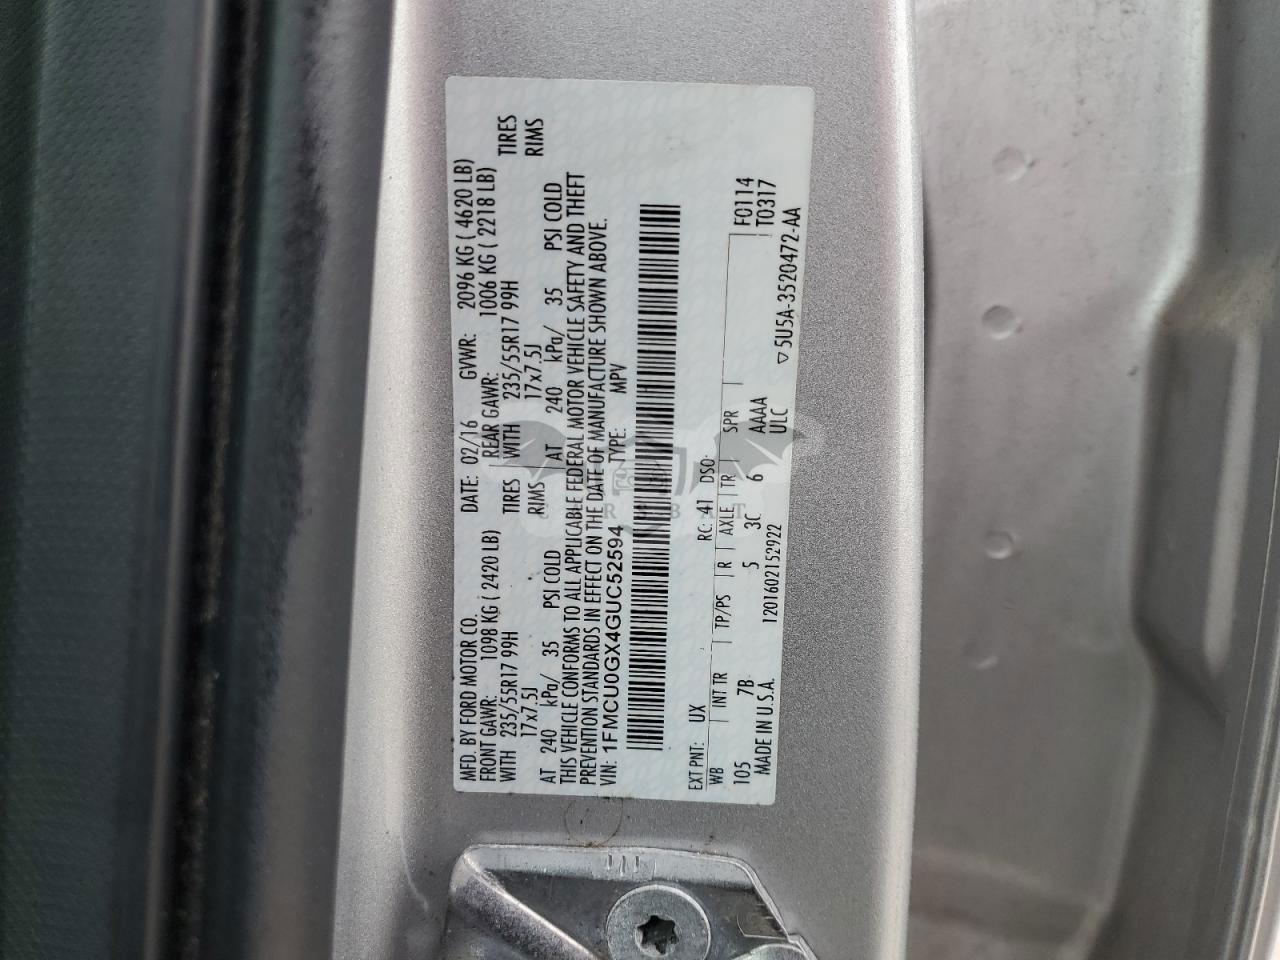 MFD. BY FORD MOTOR CO.
DATE: 02/16 GVWR: 2096 KG ( 4620 LB)
FRONT GAWR: 1098 KG ( 2420 LB) REAR GAWR: 1006 KG ( 2218 LB)
WITH 235/55R17 99H TIRES WITH 235/55R17 99H TIRES
17x7.5J RIMS 17x7.5J RIMS
AT 240 kPa/ 35 PSI COLD AT 240 kPa/ 35 PSI COLD
THIS VEHICLE CONFORMS TO ALL APPLICABLE FEDERAL MOTOR VEHICLE SAFETY AND THEFT
PREVENTION STANDARDS IN EFFECT ON THE DATE OF MANUFACTURE SHOWN ABOVE.
VIN: 1FMCU0GX4GUC52594 TYPE: MPV
EXT PNT: UX RC: 41 DSO:
WB INT TR TP/PS R AXLE TR SPR F0114
105 7B 5 3C 6 AAAA T0317
MADE IN U.S.A. 1201602152922 ULC
▽5U5A-3520472-AA
CURBBAT